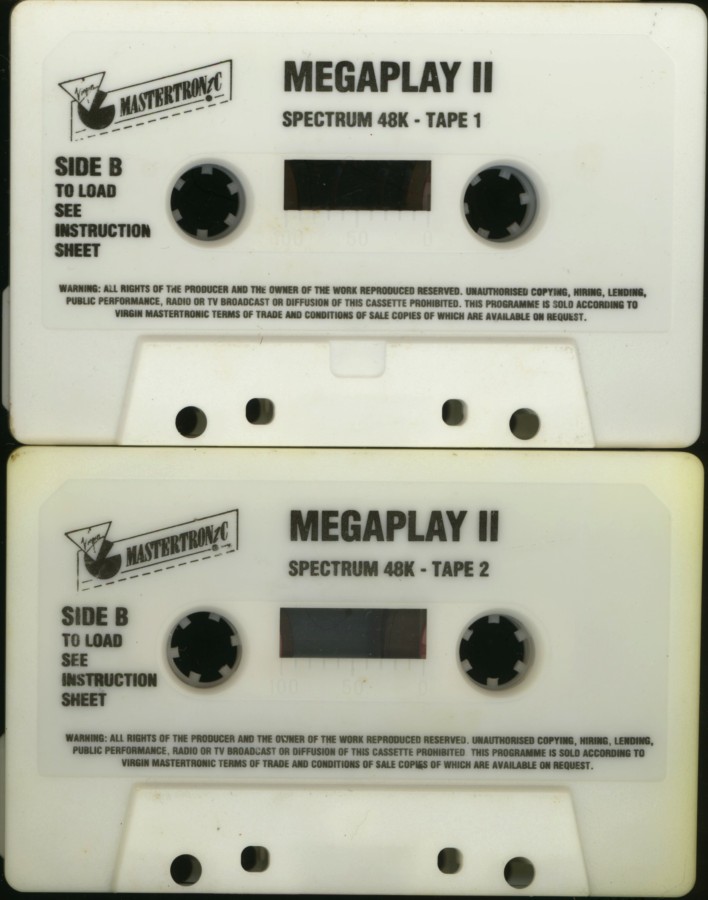 Virgin
MASTERTRONIC
MEGAPLAY II
SPECTRUM 48K - TAPE 1
SIDE B
TO LOAD
SEE
INSTRUCTION
SHEET
100 50 0
WARNING: ALL RIGHTS OF THE PRODUCER AND THE OWNER OF THE WORK REPRODUCED RESERVED. UNAUTHORISED COPYING, HIRING, LENDING,
PUBLIC PERFORMANCE, RADIO OR TV BROADCAST OR DIFFUSION OF THIS CASSETTE PROHIBITED. THIS PROGRAMME IS SOLD ACCORDING TO
VIRGIN MASTERTRONIC TERMS OF TRADE AND CONDITIONS OF SALE COPIES OF WHICH ARE AVAILABLE ON REQUEST.
Virgin
MASTERTRONIC
MEGAPLAY II
SPECTRUM 48K - TAPE 2
SIDE B
TO LOAD
SEE
INSTRUCTION
SHEET
100 50 0
WARNING: ALL RIGHTS OF THE PRODUCER AND THE OWNER OF THE WORK REPRODUCED RESERVED. UNAUTHORISED COPYING, HIRING, LENDING,
PUBLIC PERFORMANCE, RADIO OR TV BROADCAST OR DIFFUSION OF THIS CASSETTE PROHIBITED THIS PROGRAMME IS SOLD ACCORDING TO
VIRGIN MASTERTRONIC TERMS OF TRADE AND CONDITIONS OF SALE COPIES OF WHICH ARE AVAILABLE ON REQUEST.